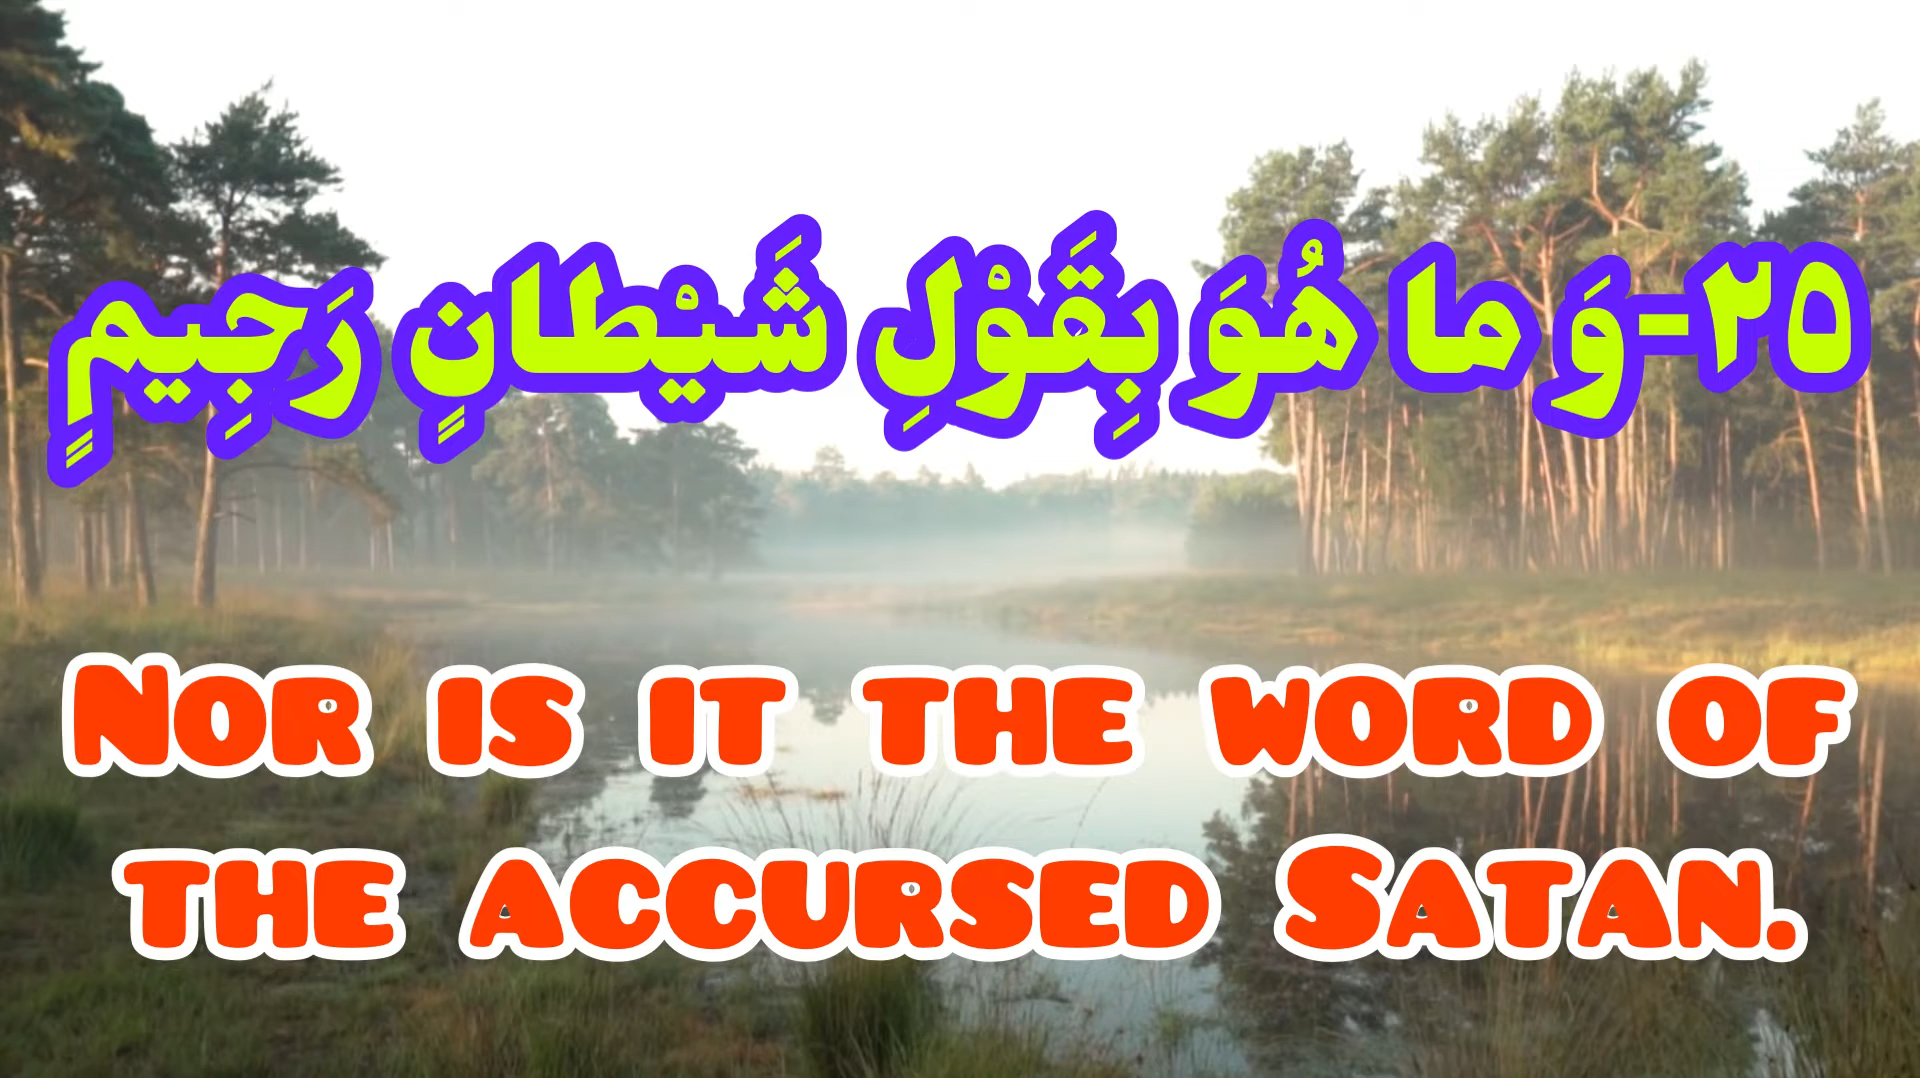 ٢٥-وَ ما هُوَ بِقَوْلِ شَيْطانٍ رَجِيمٍ
Nor is it the word of
the accursed Satan.